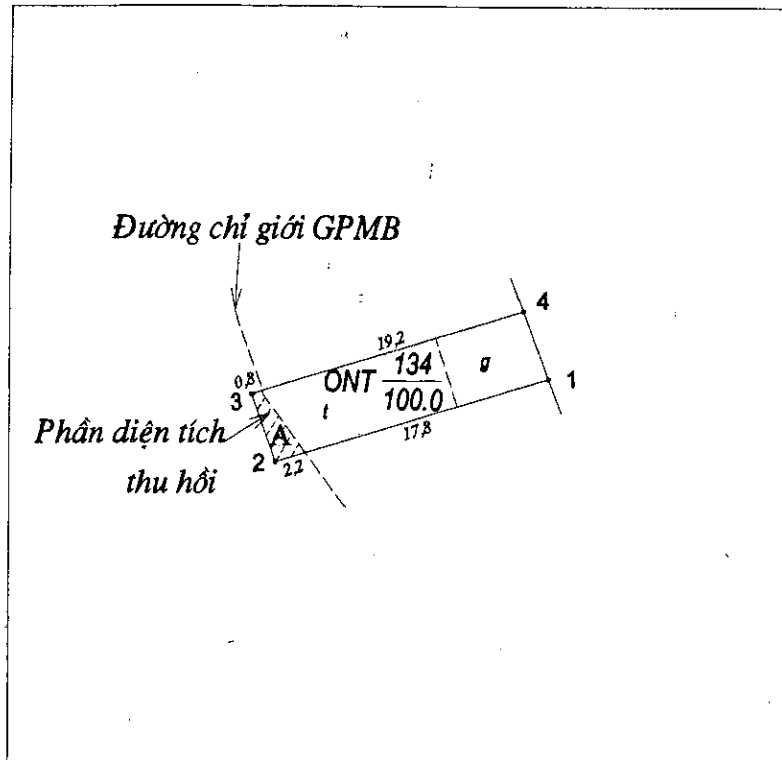 Đường chỉ giới GPMB
4
19,2
134
g
0,8
ONT
1
3
100.0
t
A
17,8
Phần diện tích
2
2,2
thu hồi